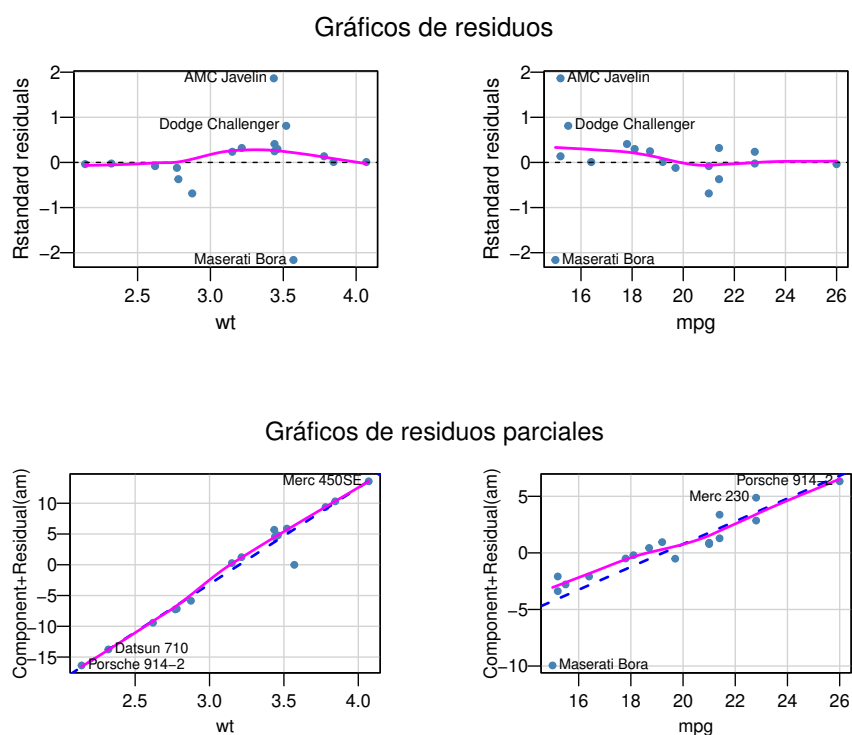 Gráficos de residuos
Rstandard residuals
2
1
0
−1
−2
AMC Javelin
Dodge Challenger
Maserati Bora
2.5 3.0 3.5 4.0
wt
Rstandard residuals
2
1
0
−1
−2
AMC Javelin
Dodge Challenger
Maserati Bora
16 18 20 22 24 26
mpg
Gráficos de residuos parciales
Component+Residual(am)
10
5
0
−5
−10
−15
Merc 450SE
Datsun 710
Porsche 914−2
2.5 3.0 3.5 4.0
wt
Component+Residual(am)
5
0
−5
−10
Porsche 914−2
Merc 230
Maserati Bora
16 18 20 22 24 26
mpg